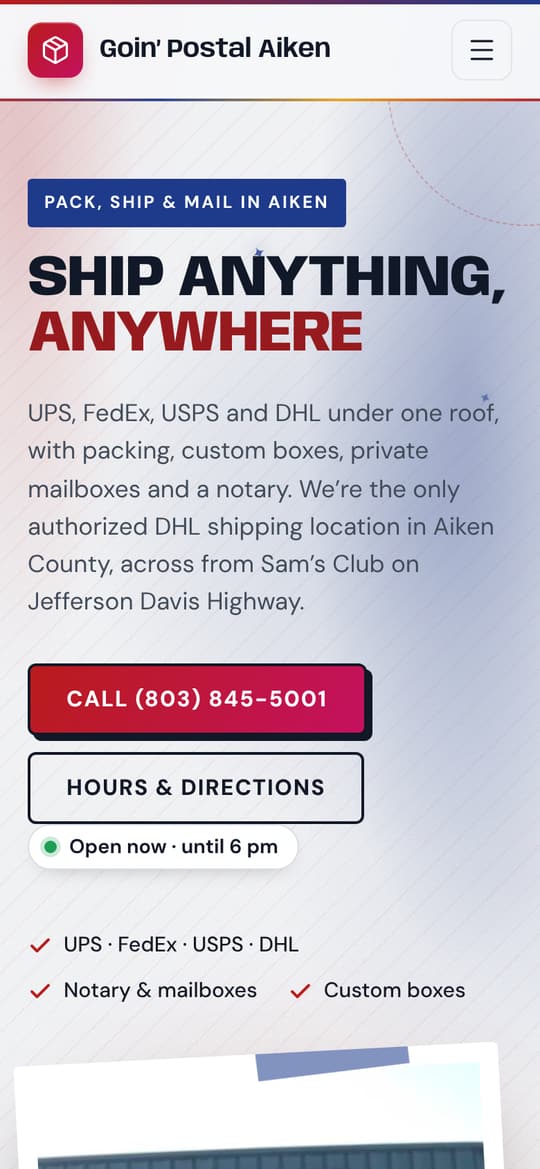 Goin’ Postal Aiken
PACK, SHIP & MAIL IN AIKEN
SHIP ANYTHING,
ANYWHERE
UPS, FedEx, USPS and DHL under one roof,
with packing, custom boxes, private
mailboxes and a notary. We’re the only
authorized DHL shipping location in Aiken
County, across from Sam’s Club on
Jefferson Davis Highway.
CALL (803) 845-5001
HOURS & DIRECTIONS
Open now · until 6 pm
UPS · FedEx · USPS · DHL
Notary & mailboxes
Custom boxes